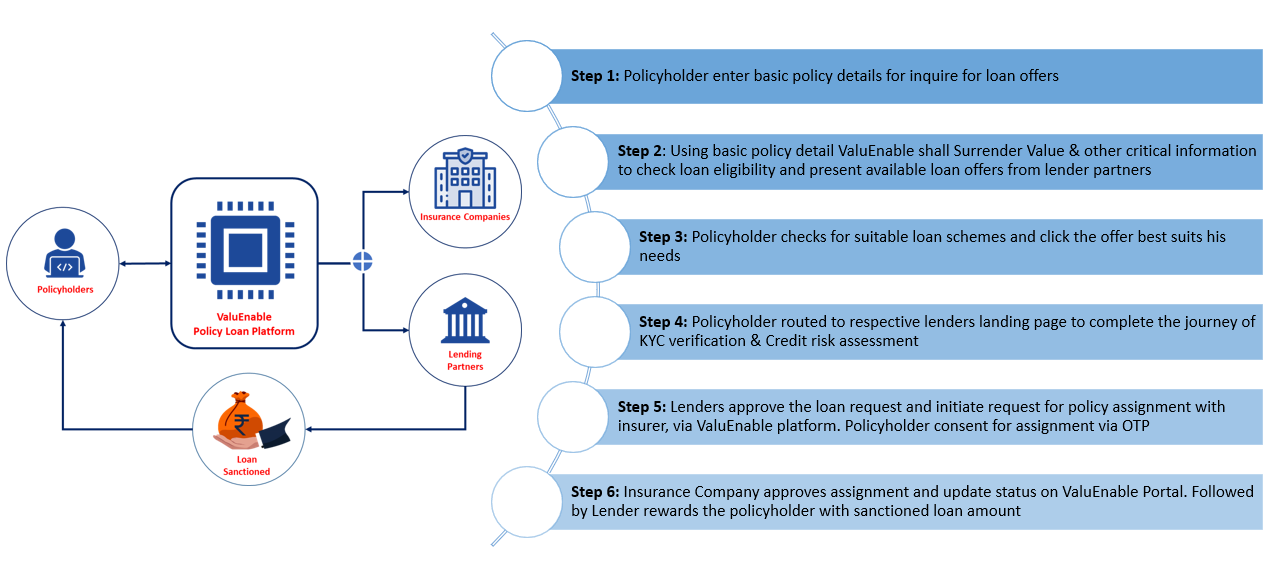 Policyholders
ValuEnable
Policy Loan Platform
Insurance Companies
Lending
Partners
₹
Loan
Sanctioned
</>
Step 1: Policyholder enter basic policy details for inquire for loan offers
Step 2: Using basic policy detail ValuEnable shall Surrender Value & other critical information
to check loan eligibility and present available loan offers from lender partners
Step 3: Policyholder checks for suitable loan schemes and click the offer best suits his
needs
Step 4: Policyholder routed to respective lenders landing page to complete the journey of
KYC verification & Credit risk assessment
Step 5: Lenders approve the loan request and initiate request for policy assignment with
insurer, via ValuEnable platform. Policyholder consent for assignment via OTP
Step 6: Insurance Company approves assignment and update status on ValuEnable Portal. Followed
by Lender rewards the policyholder with sanctioned loan amount